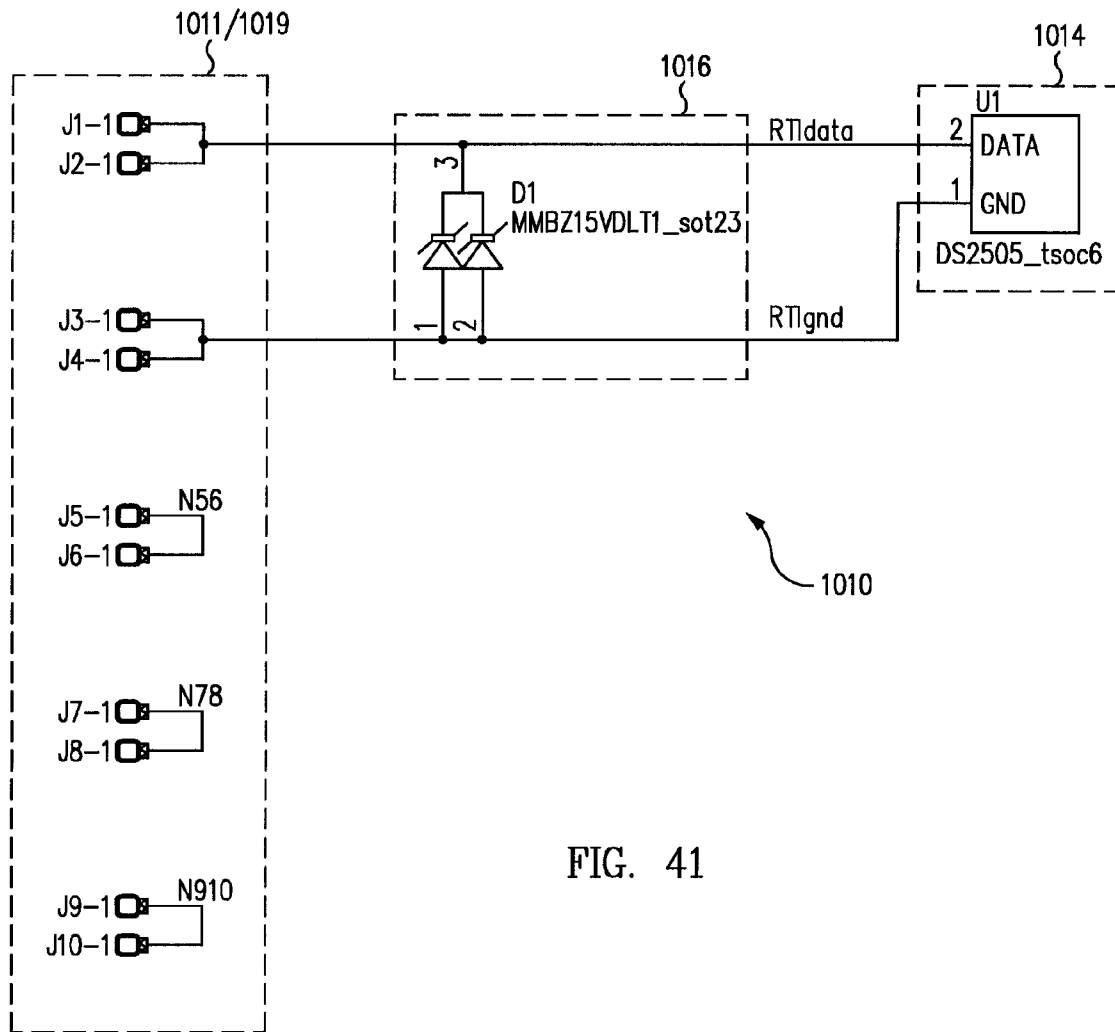 1011/1019
1016
1014
J1-1
J2-1
3
RTIdata
2
U1
DATA
D1
MMBZ15VDLT1_sot23
1
GND
DS2505_tsoc6
J3-1
J4-1
1
2
RTIgnd
J5-1
N56
J6-1
1010
J7-1
N78
J8-1
FIG. 41
J9-1
N910
J10-1